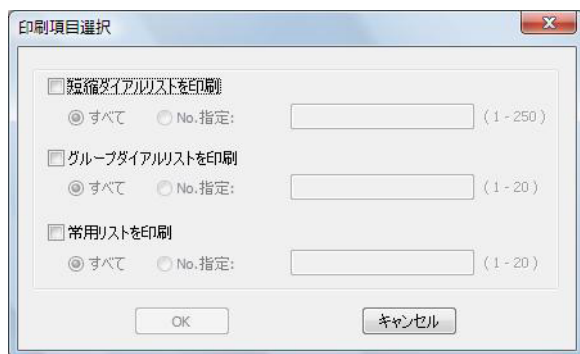 印刷項目選択
短縮ダイアルリストを印刷
すべて No.指定: (1 - 250)
グループダイアルリストを印刷
すべて No.指定: (1 - 20)
常用リストを印刷
すべて No.指定: (1 - 20)
OK キャンセル